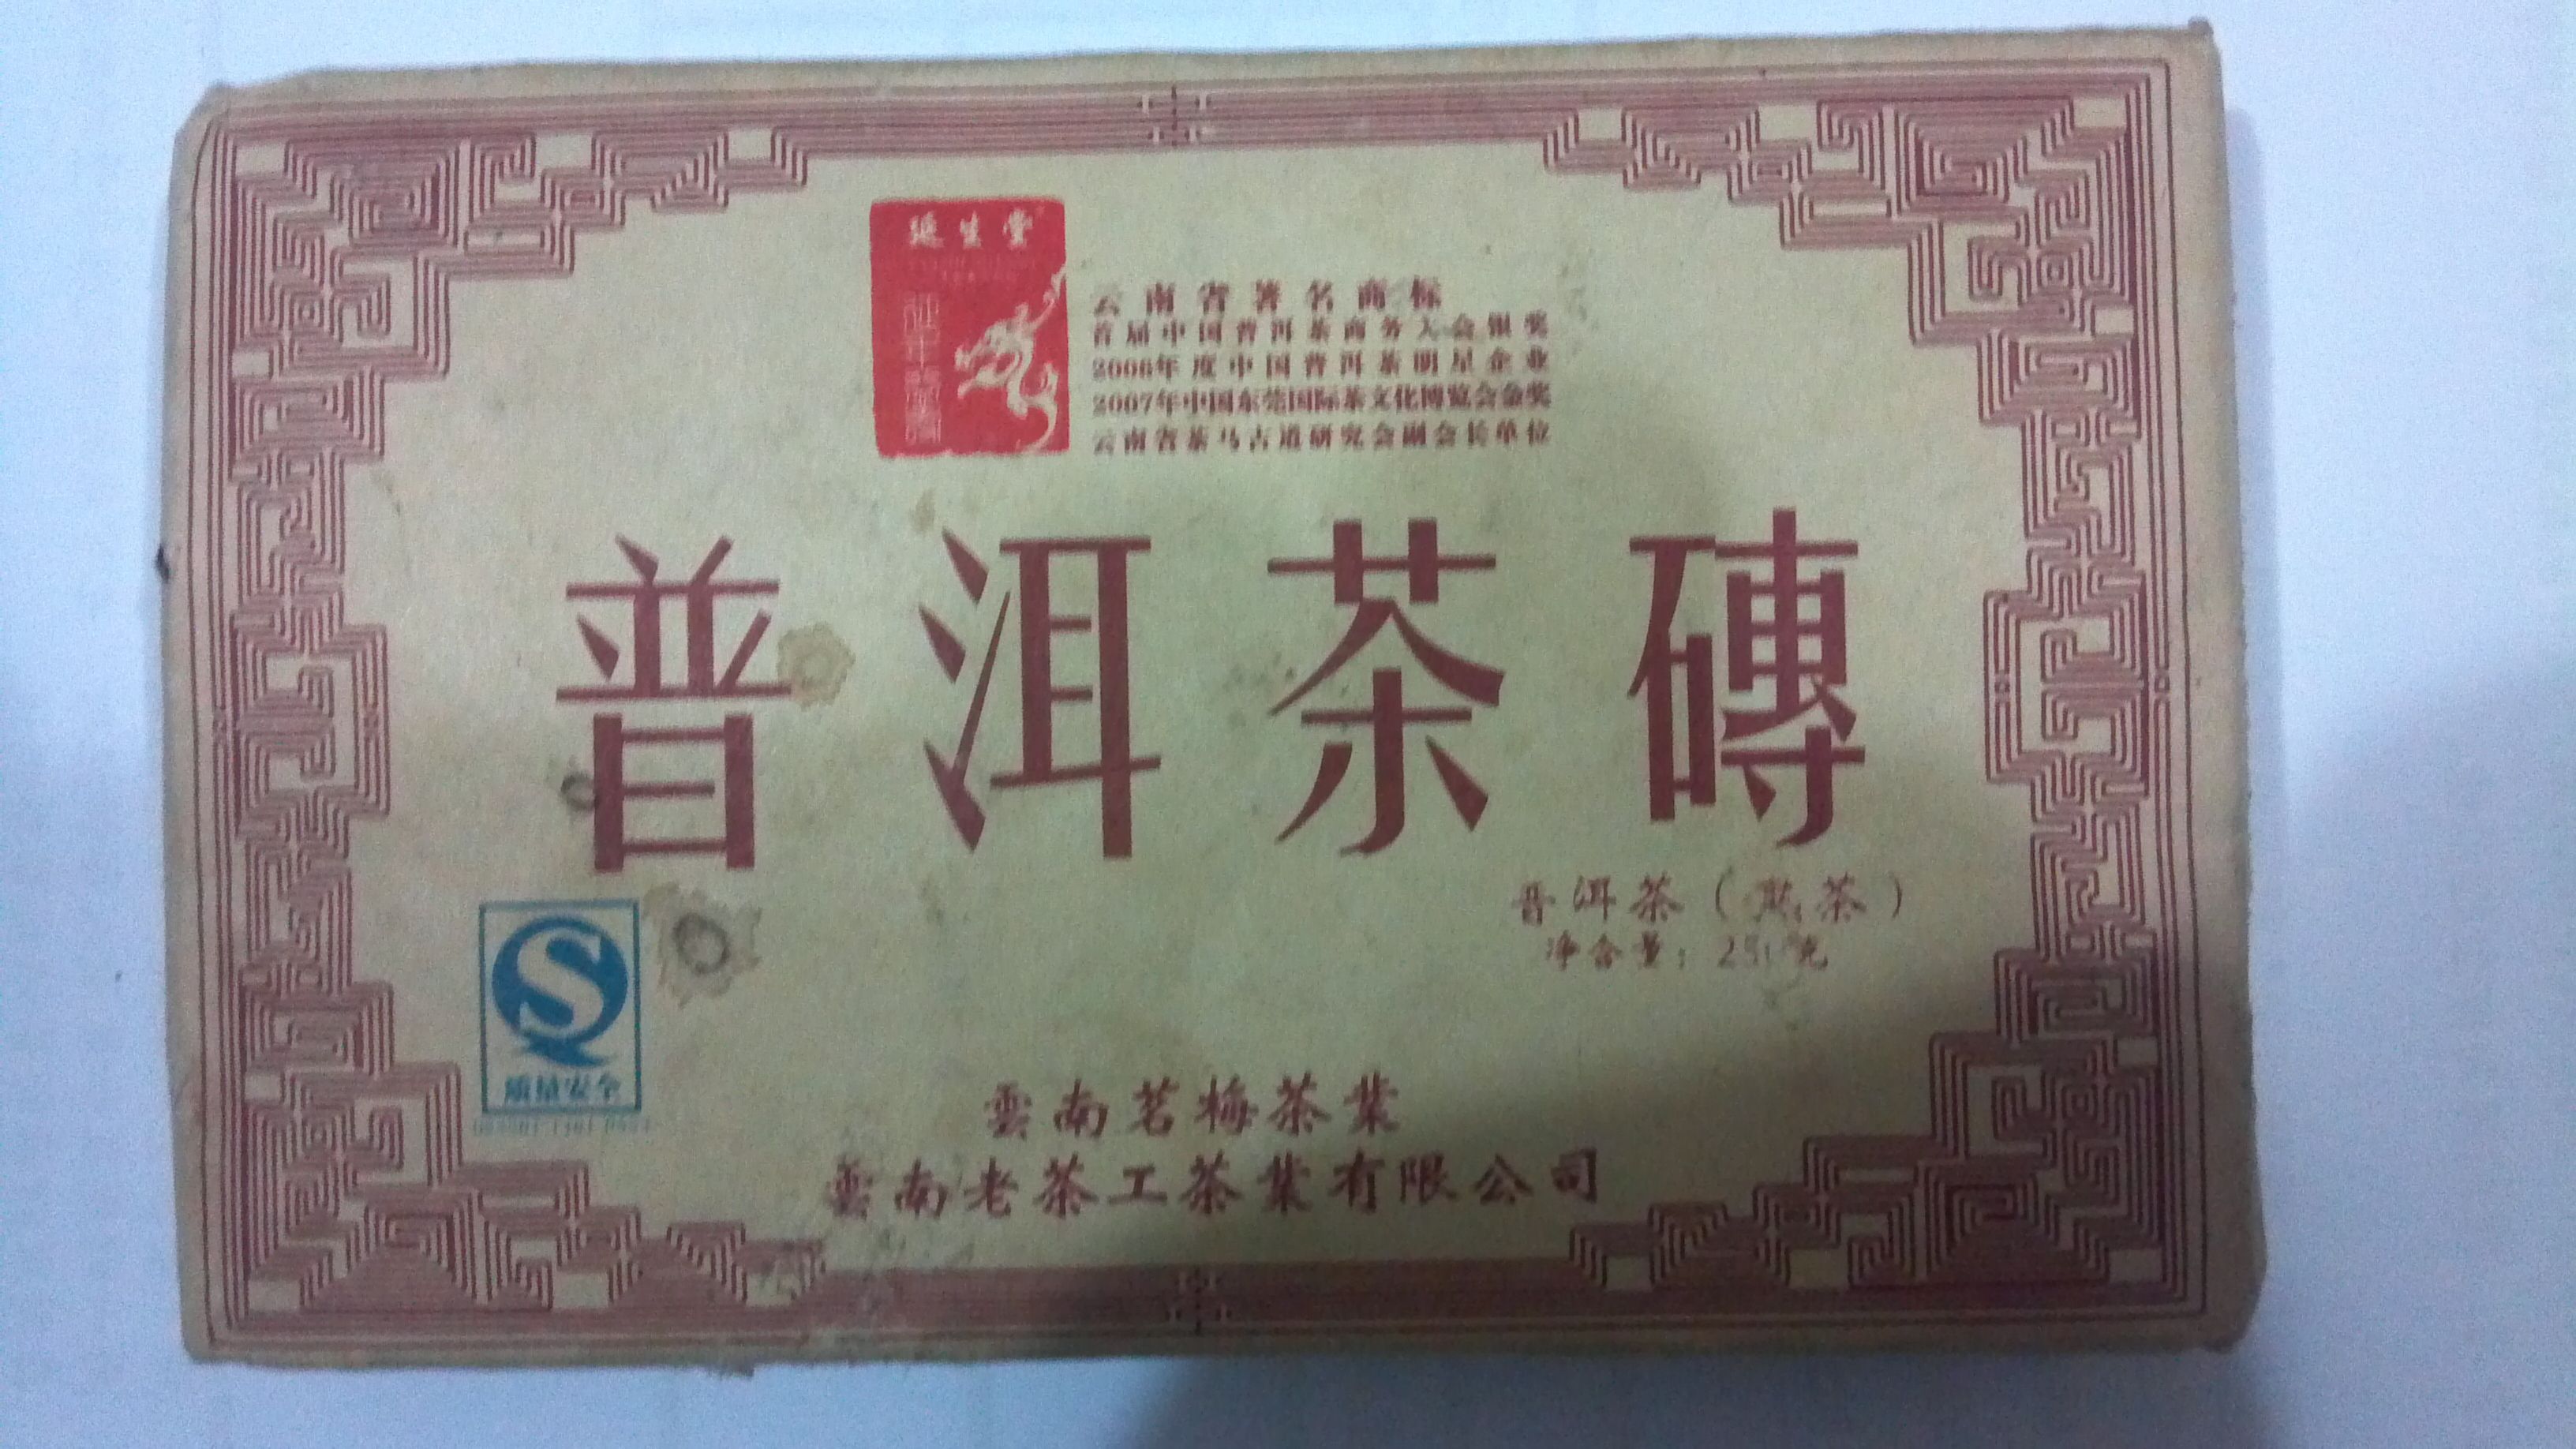 延生堂
云南省著名商标
首届中国普洱茶商务大会银奖
2006年度中国普洱茶明星企业
2007年中国东莞国际茶文化博览会金奖
云南省茶马古道研究会副会长单位
普洱茶磚
普洱茶（熟茶）
净含量：250克
质量安全
雲南茗梅茶業
雲南老茶工茶業有限公司